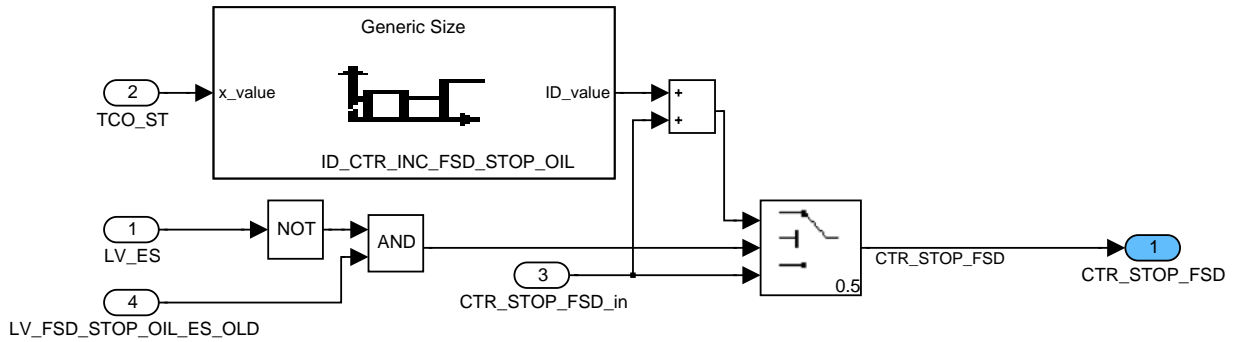 Generic Size
2
TCO_ST
x_value
ID_value
ID_CTR_INC_FSD_STOP_OIL
+
+
1
LV_ES
NOT
AND
4
LV_FSD_STOP_OIL_ES_OLD
3
CTR_STOP_FSD_in
0.5
CTR_STOP_FSD
1
CTR_STOP_FSD